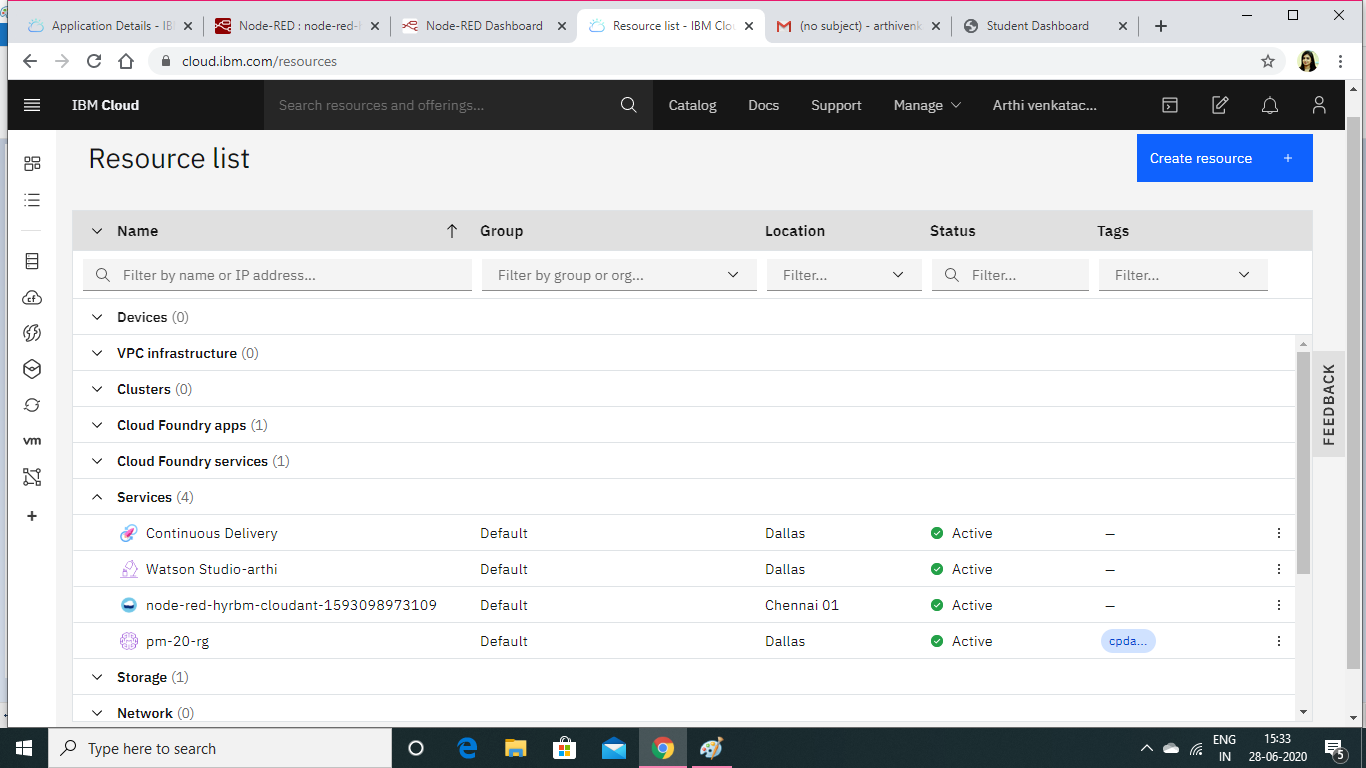 Application Details - IB
Node-RED : node-red-h
Node-RED Dashboard
Resource list - IBM Clo
(no subject) - arthivenk
Student Dashboard
cloud.ibm.com/resources
IBM Cloud
Search resources and offerings...
Catalog
Docs
Support
Manage
Arthi venkatac...
Resource list
Create resource +
Name
Group
Location
Status
Tags
Filter by name or IP address...
Filter by group or org...
Filter...
Filter...
Filter...
Devices (0)
VPC infrastructure (0)
Clusters (0)
Cloud Foundry apps (1)
Cloud Foundry services (1)
Services (4)
Continuous Delivery Default Dallas Active —
Watson Studio-arthi Default Dallas Active —
node-red-hyrbm-cloudant-1593098973109 Default Chennai 01 Active —
pm-20-rg Default Dallas Active cpda...
Storage (1)
Network (0)
cf
vm
FEEDBACK
Type here to search
ENG
IN
15:33
28-06-2020
5